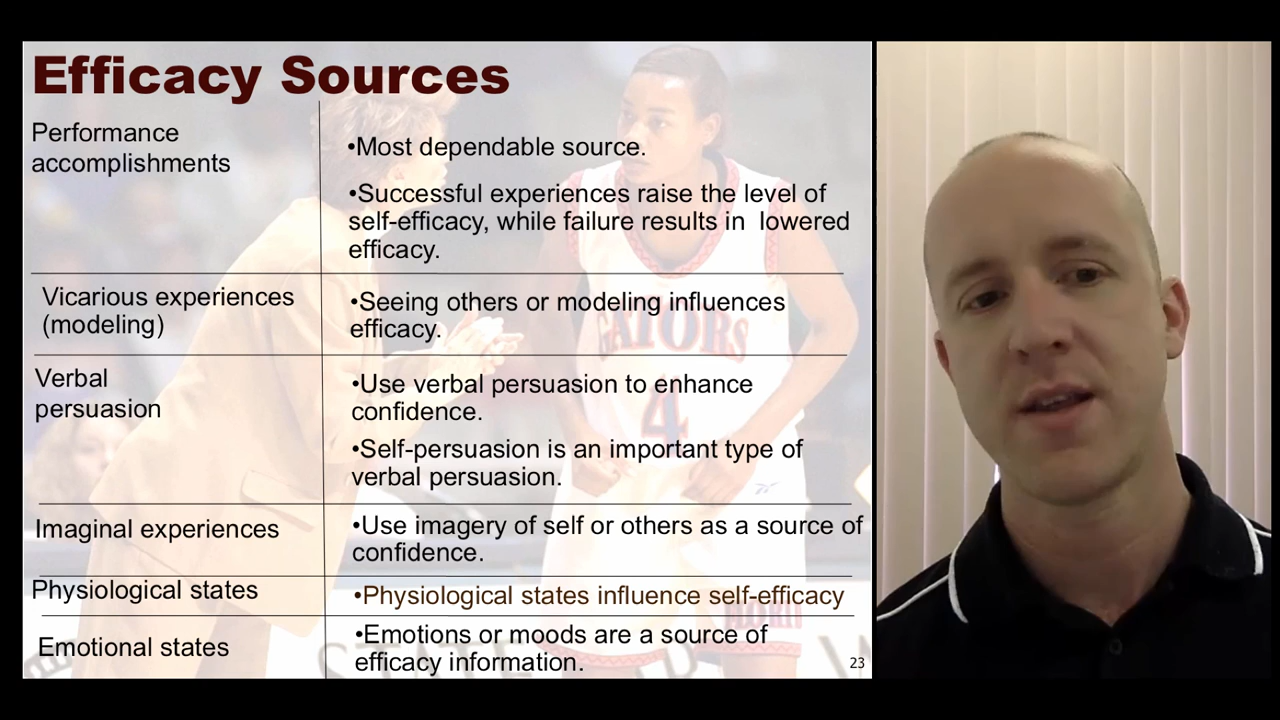 Efficacy Sources
Performance
accomplishments
•Most dependable source.
•Successful experiences raise the level of
self-efficacy, while failure results in lowered
efficacy.
Vicarious experiences
(modeling)
•Seeing others or modeling influences
efficacy.
Verbal
persuasion
•Use verbal persuasion to enhance
confidence.
•Self-persuasion is an important type of
verbal persuasion.
Imaginal experiences
•Use imagery of self or others as a source of
confidence.
Physiological states
•Physiological states influence self-efficacy
Emotional states
•Emotions or moods are a source of
efficacy information.
23
GATORS
4
STATE